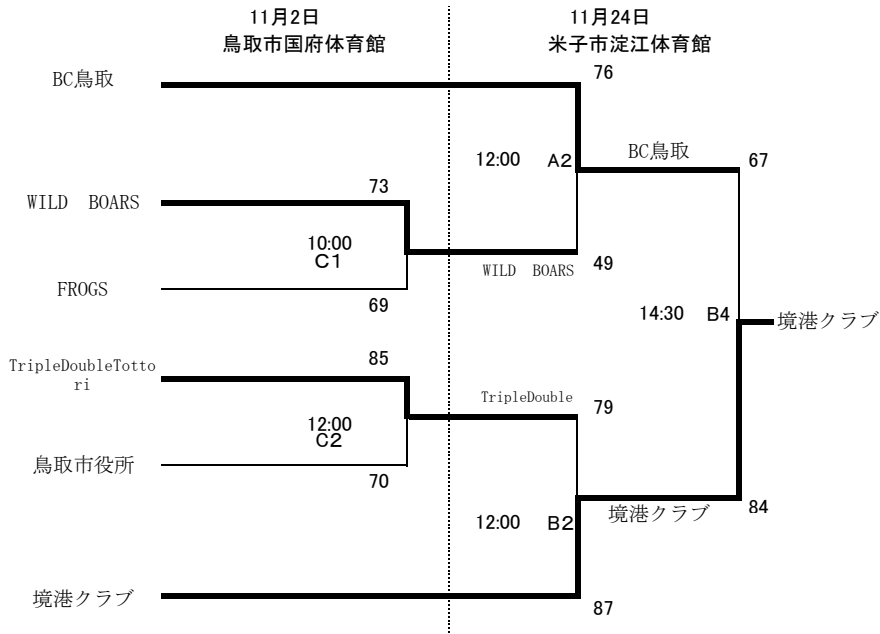 11月2日
鳥取市国府体育館
11月24日
米子市淀江体育館
BC鳥取
76
12:00 A2
BC鳥取
67
WILD BOARS
73
10:00
C1
WILD BOARS
49
FROGS
69
14:30 B4
境港クラブ
TripleDoubleTotto
ri
85
TripleDouble
79
12:00
C2
鳥取市役所
70
12:00 B2
境港クラブ
84
境港クラブ
87